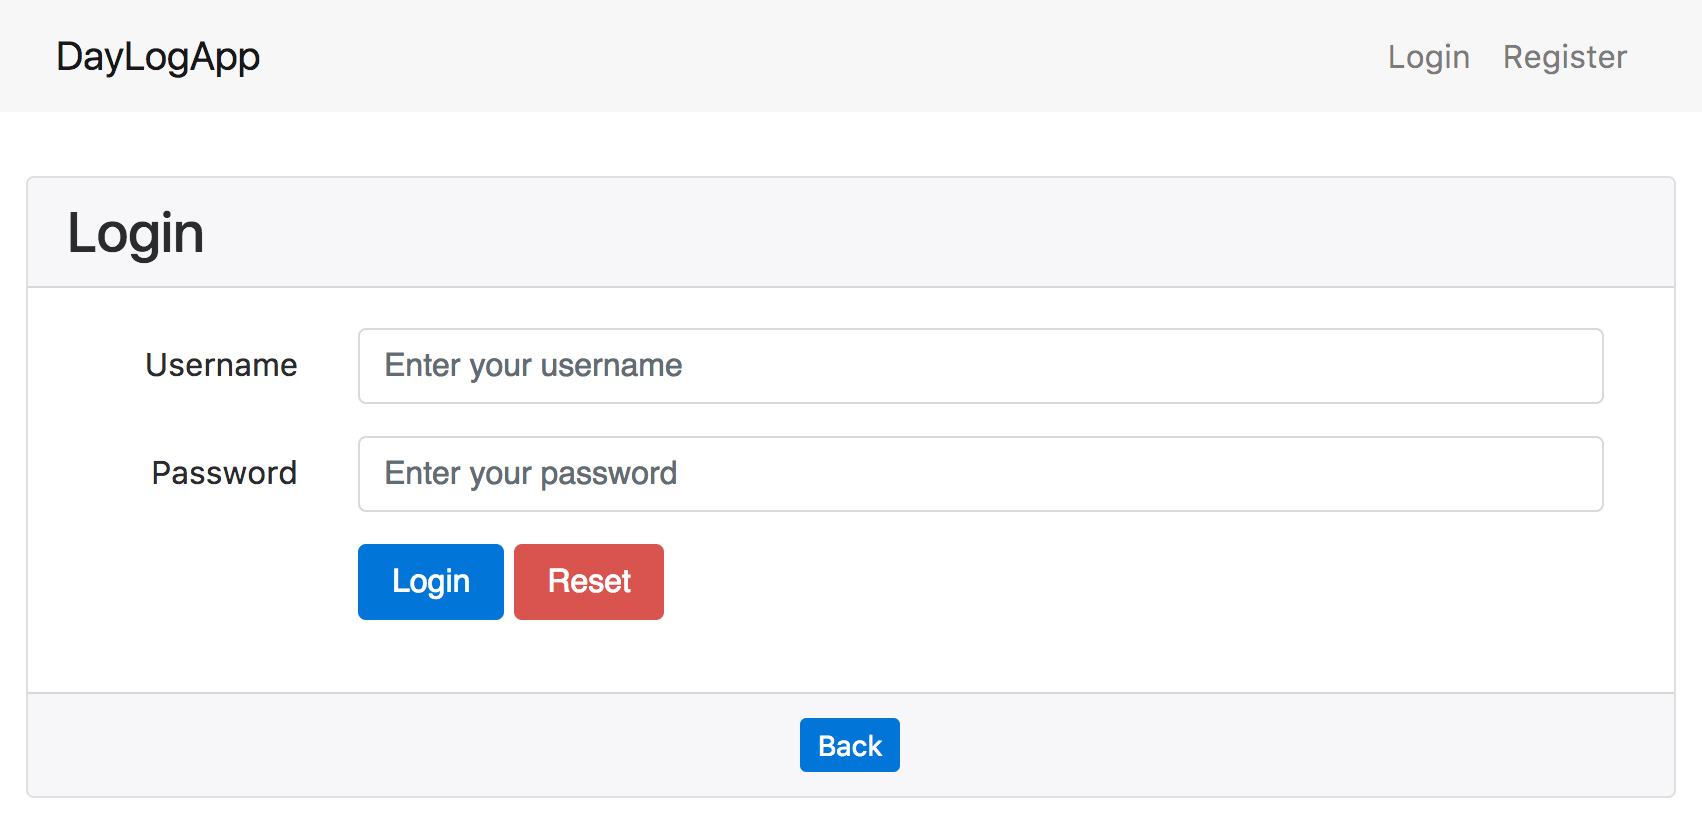 DayLogApp Login Register
Login
Username Enter your username
Password Enter your password
Login Reset
Back